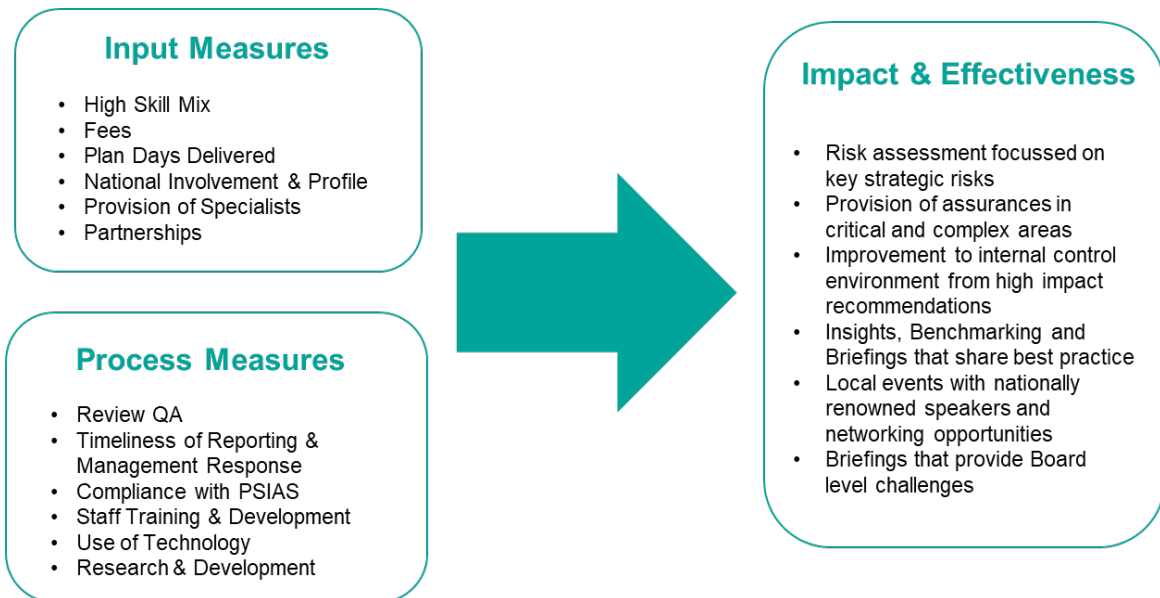 Input Measures
• High Skill Mix
• Fees
• Plan Days Delivered
• National Involvement & Profile
• Provision of Specialists
• Partnerships
Process Measures
• Review QA
• Timeliness of Reporting &
Management Response
• Compliance with PSIAS
• Staff Training & Development
• Use of Technology
• Research & Development
Impact & Effectiveness
• Risk assessment focussed on
key strategic risks
• Provision of assurances in
critical and complex areas
• Improvement to internal control
environment from high impact
recommendations
• Insights, Benchmarking and
Briefings that share best practice
• Local events with nationally
renowned speakers and
networking opportunities
• Briefings that provide Board
level challenges